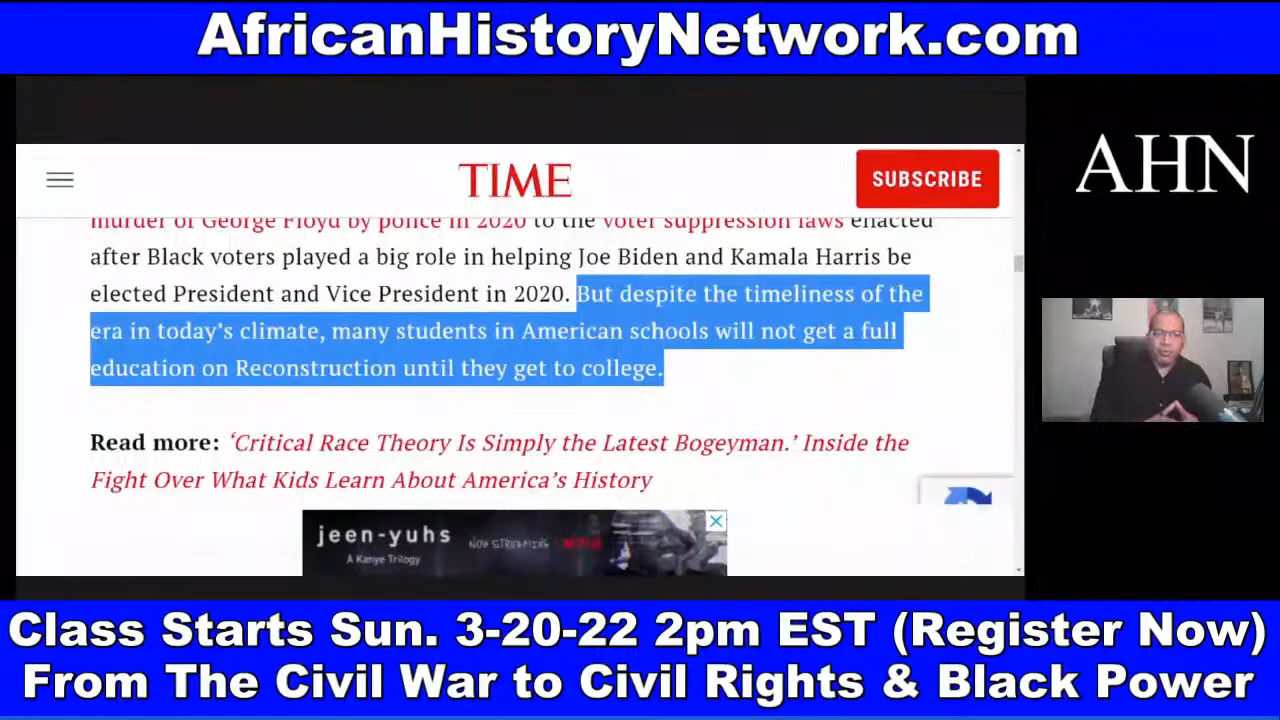 AfricanHistoryNetwork.com
TIME
SUBSCRIBE
AHN
murder of George Floyd by police in 2020 to the voter suppression laws enacted
after Black voters played a big role in helping Joe Biden and Kamala Harris be
elected President and Vice President in 2020. But despite the timeliness of the
era in today's climate, many students in American schools will not get a full
education on Reconstruction until they get to college.
Read more: ‘Critical Race Theory Is Simply the Latest Bogeyman.’ Inside the
Fight Over What Kids Learn About America’s History
jeen-yuhs
A Kanye Trilogy
NOW STREAMING NETFLIX
Class Starts Sun. 3-20-22 2pm EST (Register Now)
From The Civil War to Civil Rights & Black Power